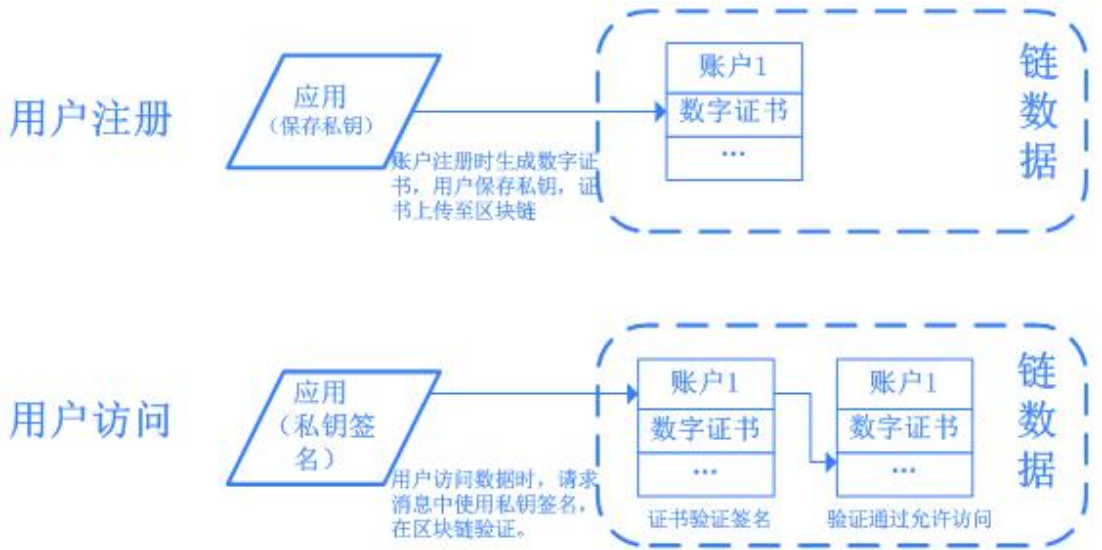 用户注册
应用
（保存私钥）
账户注册时生成数字证
书，用户保存私钥，证
书上传至区块链
账户1
数字证书
...
链
数
据
用户访问
应用
（私钥签
名）
用户访问数据时，请求
消息中使用私钥签名，
在区块链验证。
账户1
数字证书
...
证书验证签名
账户1
数字证书
...
验证通过允许访问
链
数
据